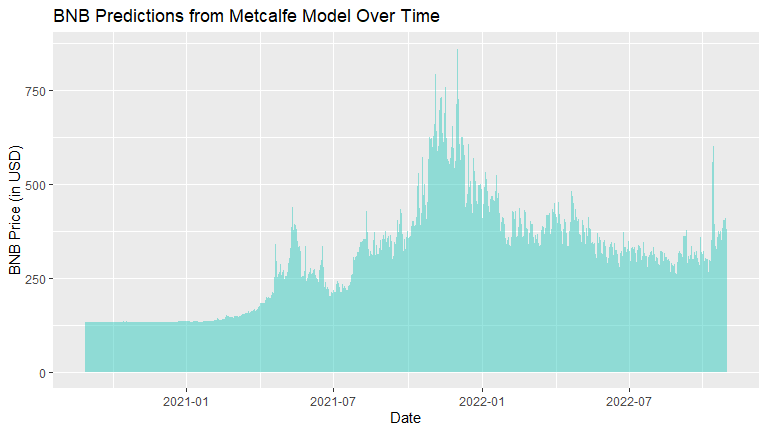 BNB Predictions from Metcalfe Model Over Time
BNB Price (in USD)
750
500
250
0
2021-01
2021-07
2022-01
2022-07
Date